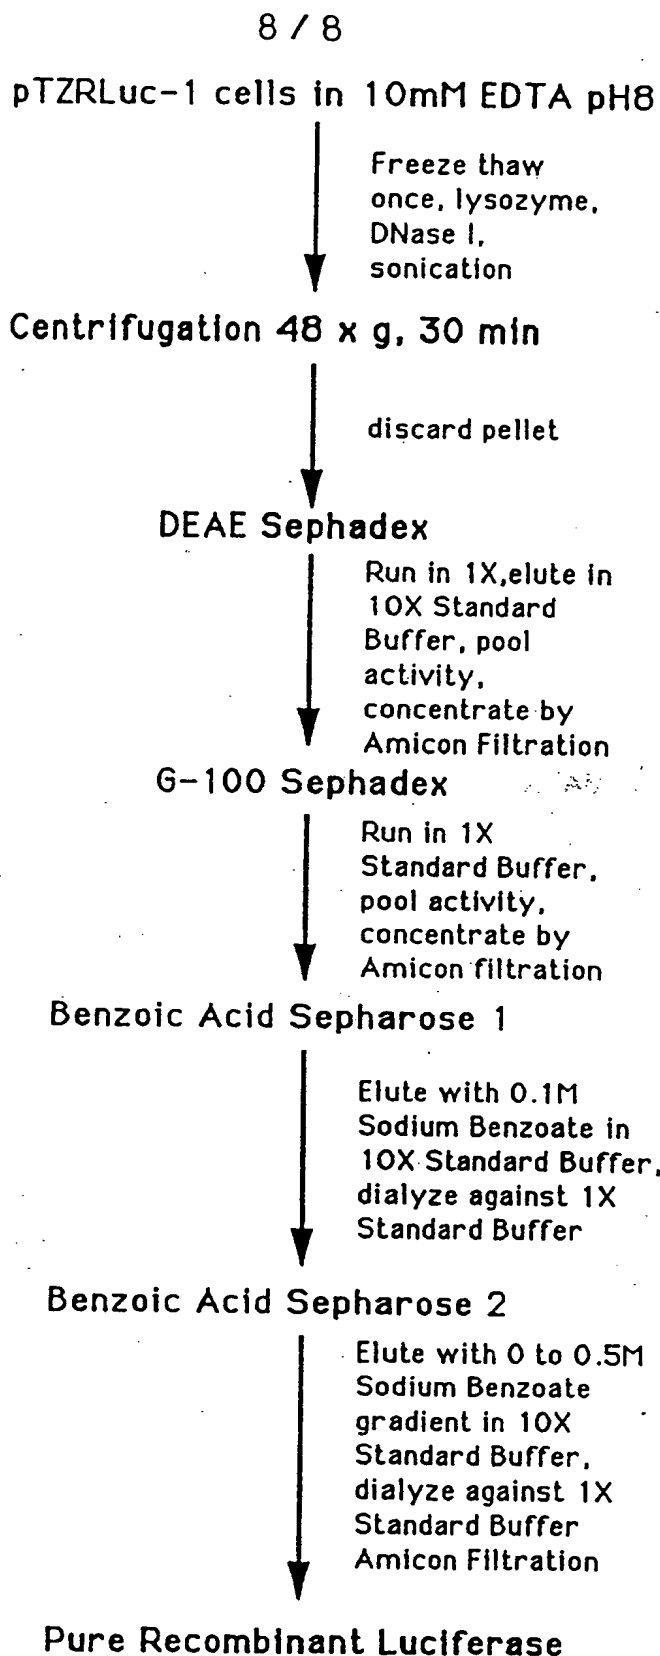 8 / 8
pTZRLuc-1 cells in 10mM EDTA pH8
Freeze thaw
once, lysozyme,
DNase I,
sonication
Centrifugation 48 x g, 30 min
discard pellet
DEAE Sephadex
Run in 1X,elute in
10X Standard
Buffer, pool
activity,
concentrate by
Amicon Filtration
G-100 Sephadex
Run in 1X
Standard Buffer,
pool activity,
concentrate by
Amicon filtration
Benzoic Acid Sepharose 1
Elute with 0.1M
Sodium Benzoate in
10X Standard Buffer,
dialyze against 1X
Standard Buffer
Benzoic Acid Sepharose 2
Elute with 0 to 0.5M
Sodium Benzoate
gradient in 10X
Standard Buffer,
dialyze against 1X
Standard Buffer
Amicon Filtration
Pure Recombinant Luciferase